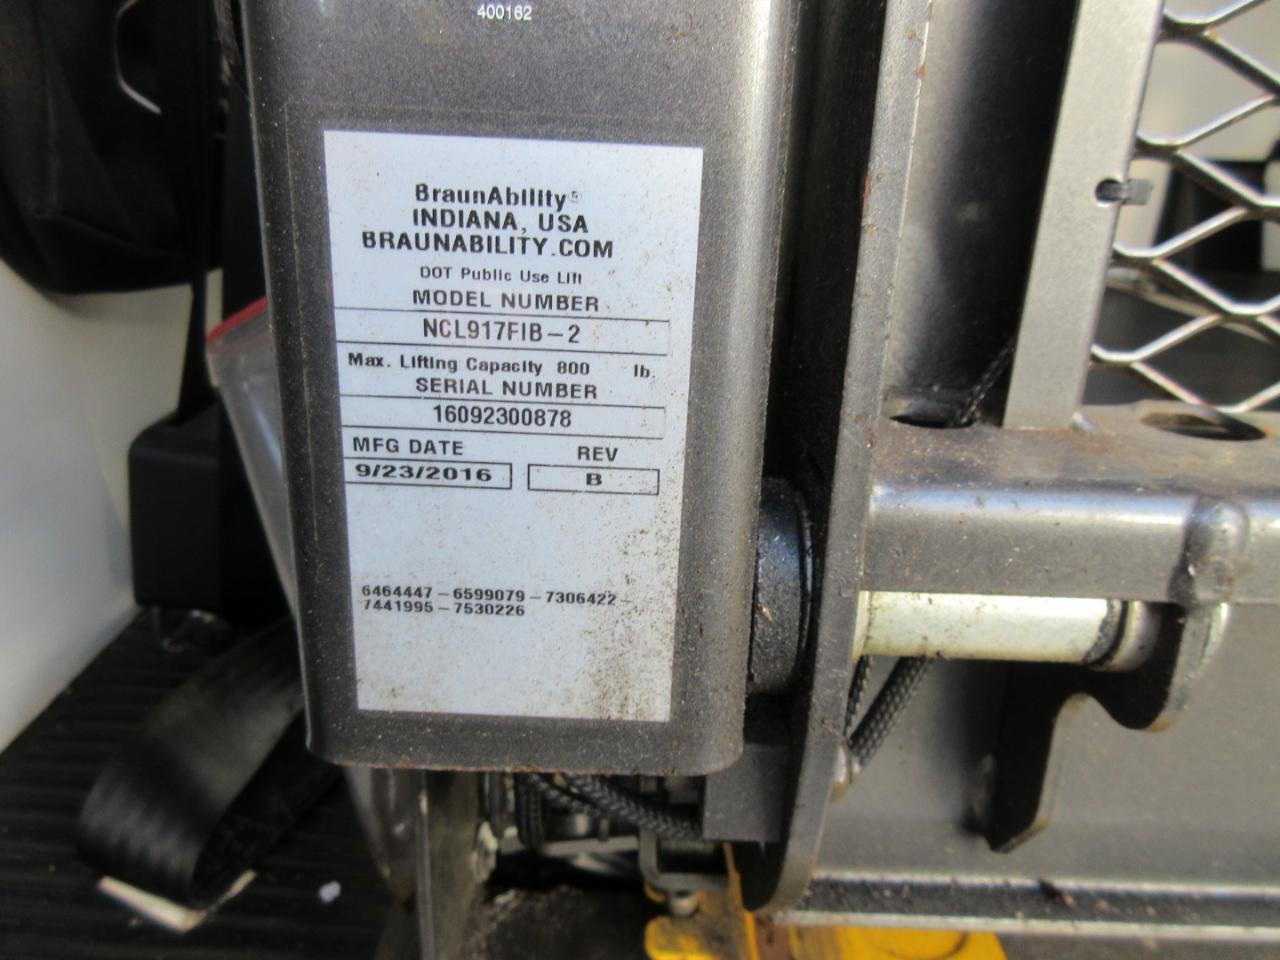 400162
BraunAbility®
INDIANA, USA
BRAUNABILITY.COM
DOT Public Use Lift
MODEL NUMBER
NCL917FIB-2
Max. Lifting Capacity 800 lb.
SERIAL NUMBER
16092300878
MFG DATE REV
9/23/2016 B
6464447-6599079-7306422-
7441995-7530226